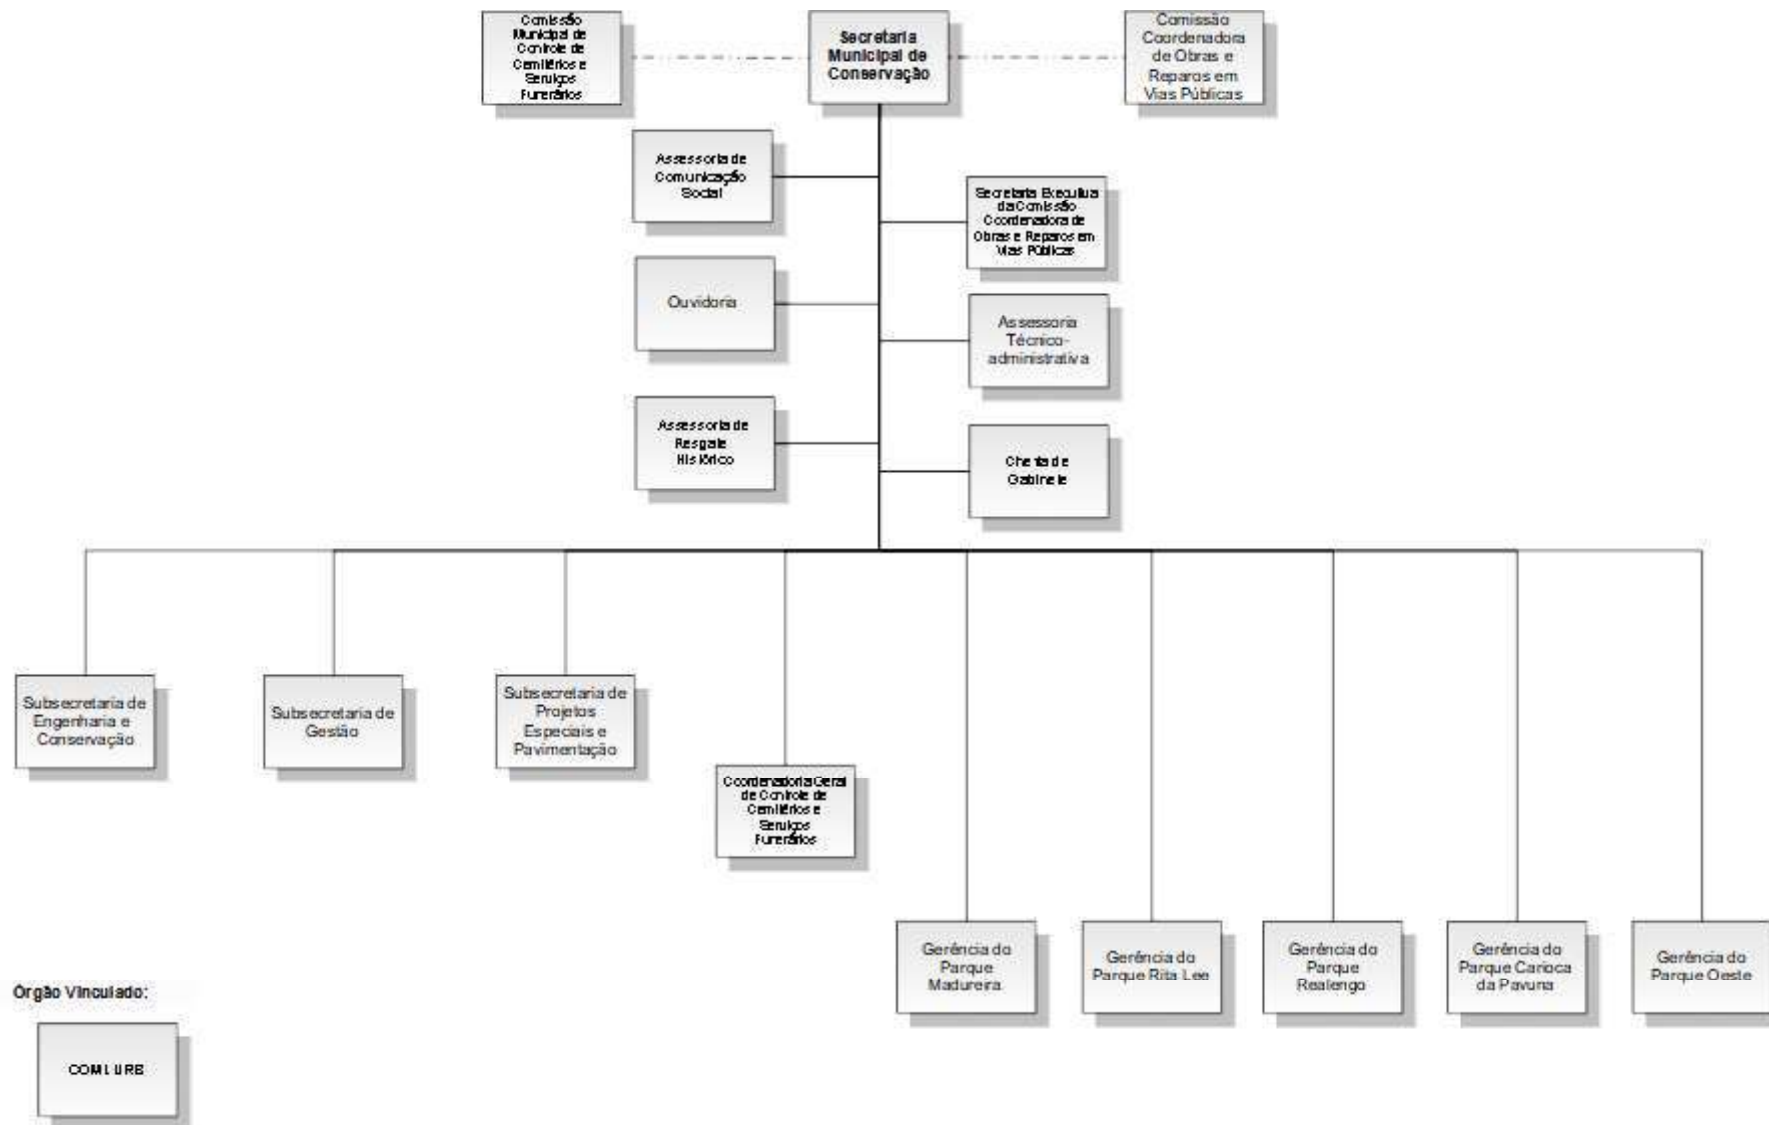 Comissão
Municipal de
Controle de
Cemitérios e
Serviços
Funerários
Secretaria
Municipal de
Conservação
Comissão
Coordenadora
de Obras e
Reparos em
Vias Públicas
Assessoria de
Comunicação
Social
Secretaria Executiva
da Comissão
Coordenadora de
Obras e Reparos em
Vias Públicas
Ouvidoria
Assessoria
Técnico-
administrativa
Assessoria de
Resgate
Histórico
Chefia de
Gabinete
Subsecretaria de
Engenharia e
Conservação
Subsecretaria de
Gestão
Subsecretaria de
Projetos
Especiais e
Pavimentação
Coordenadoria Geral
de Controle de
Cemitérios e
Serviços
Funerários
Gerência do
Parque
Madureira
Gerência do
Parque Rita Lee
Gerência do
Parque
Realengo
Gerência do
Parque Carioca
da Pavuna
Gerência do
Parque Oeste
Órgão Vinculado:
COMLURB